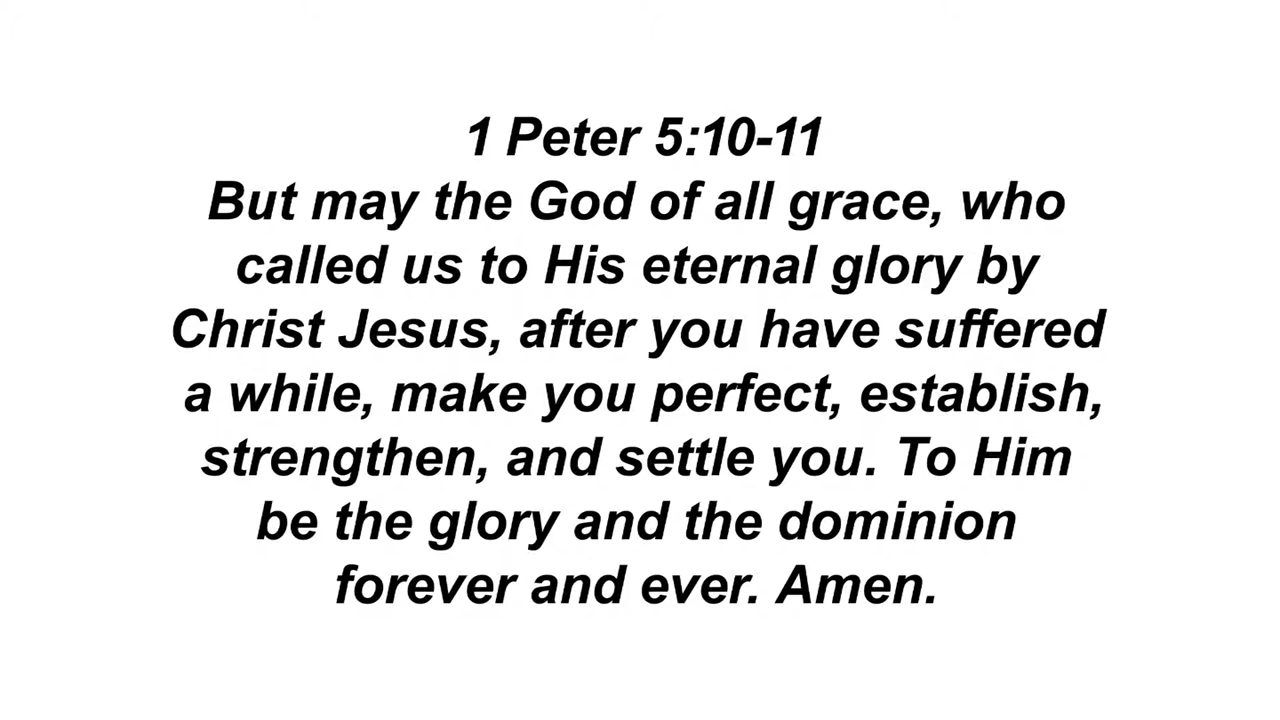 1 Peter 5:10-11
But may the God of all grace, who
called us to His eternal glory by
Christ Jesus, after you have suffered
a while, make you perfect, establish,
strengthen, and settle you. To Him
be the glory and the dominion
forever and ever. Amen.